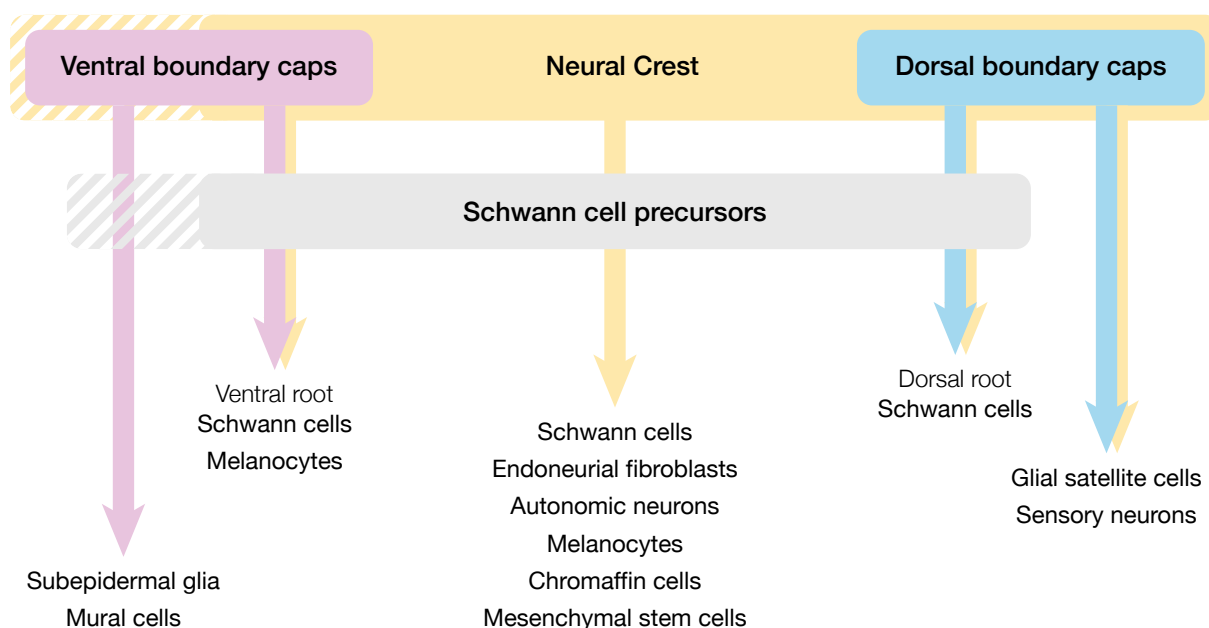 Ventral boundary caps
Neural Crest
Dorsal boundary caps
Schwann cell precursors
Ventral root
Schwann cells
Melanocytes
Dorsal root
Schwann cells
Schwann cells
Endoneurial fibroblasts
Autonomic neurons
Melanocytes
Chromaffin cells
Mesenchymal stem cells
Glial satellite cells
Sensory neurons
Subepidermal glia
Mural cells